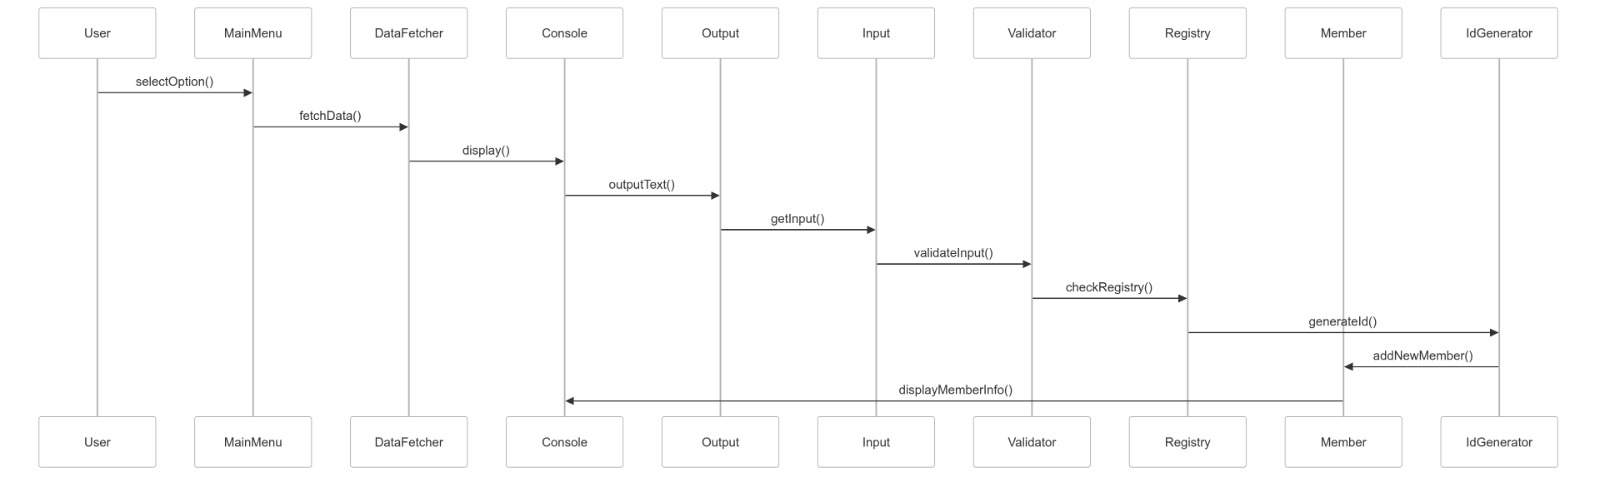 User MainMenu DataFetcher Console Output Input Validator Registry Member IdGenerator
selectOption()
fetchData()
display()
outputText()
getInput()
validateInput()
checkRegistry()
generateId()
addNewMember()
displayMemberInfo()
User MainMenu DataFetcher Console Output Input Validator Registry Member IdGenerator